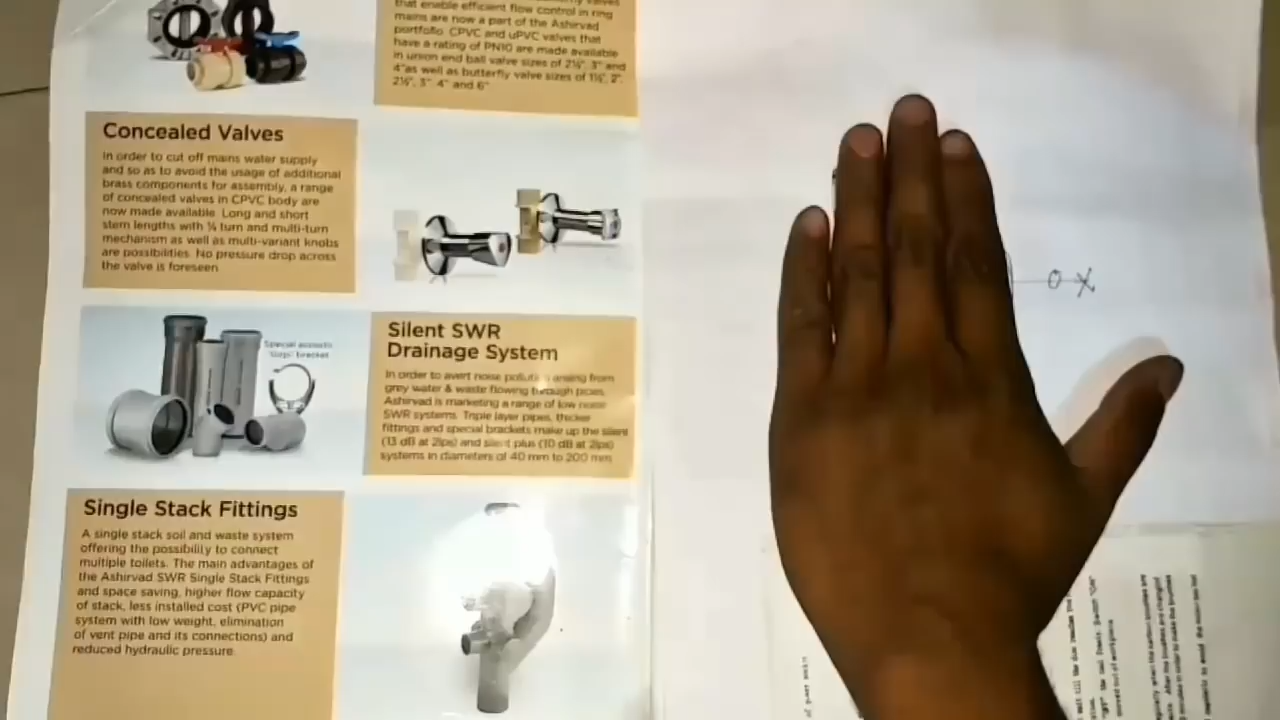 that enable efficient flow control in ring
mains are now a part of the Ashirvad
portfolio. CPVC and uPVC valves that
have a rating of PN10 are made available
in union end ball valve sizes of 2½", 3" and
4"as well as butterfly valve sizes of 1½", 2",
2½", 3", 4" and 6"
Concealed Valves
In order to cut off mains water supply
and so as to avoid the usage of additional
brass components for assembly, a range
of concealed valves in CPVC body are
now made available. Long and short
stem lengths with ¼ turn and multi-turn
mechanism as well as multi-variant knobs
are possibilities. No pressure drop across
the valve is foreseen.
Special acoustic
bracket
Silent SWR
Drainage System
In order to avert noise pollution arising from
grey water & waste flowing through pipes,
Ashirvad is marketing a range of low noise
SWR systems. Triple layer pipes, thicker
fittings and special brackets make up the silent
(13 dB at 2lps) and silent plus (10 dB at 2lps)
systems in diameters of 40 mm to 200 mm
Single Stack Fittings
A single stack soil and waste system
offering the possibility to connect
multiple toilets. The main advantages of
the Ashirvad SWR Single Stack Fittings
and space saving, higher flow capacity
of stack, less installed cost (PVC pipe
system with low weight, elimination
of vent pipe and its connections) and
reduced hydraulic pressure.
O X